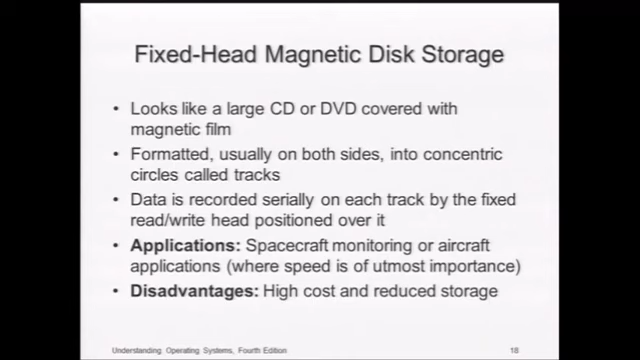 Fixed-Head Magnetic Disk Storage
• Looks like a large CD or DVD covered with
magnetic film
• Formatted, usually on both sides, into concentric
circles called tracks
• Data is recorded serially on each track by the fixed
read/write head positioned over it
• Applications: Spacecraft monitoring or aircraft
applications (where speed is of utmost importance)
• Disadvantages: High cost and reduced storage
Understanding Operating Systems, Fourth Edition
18